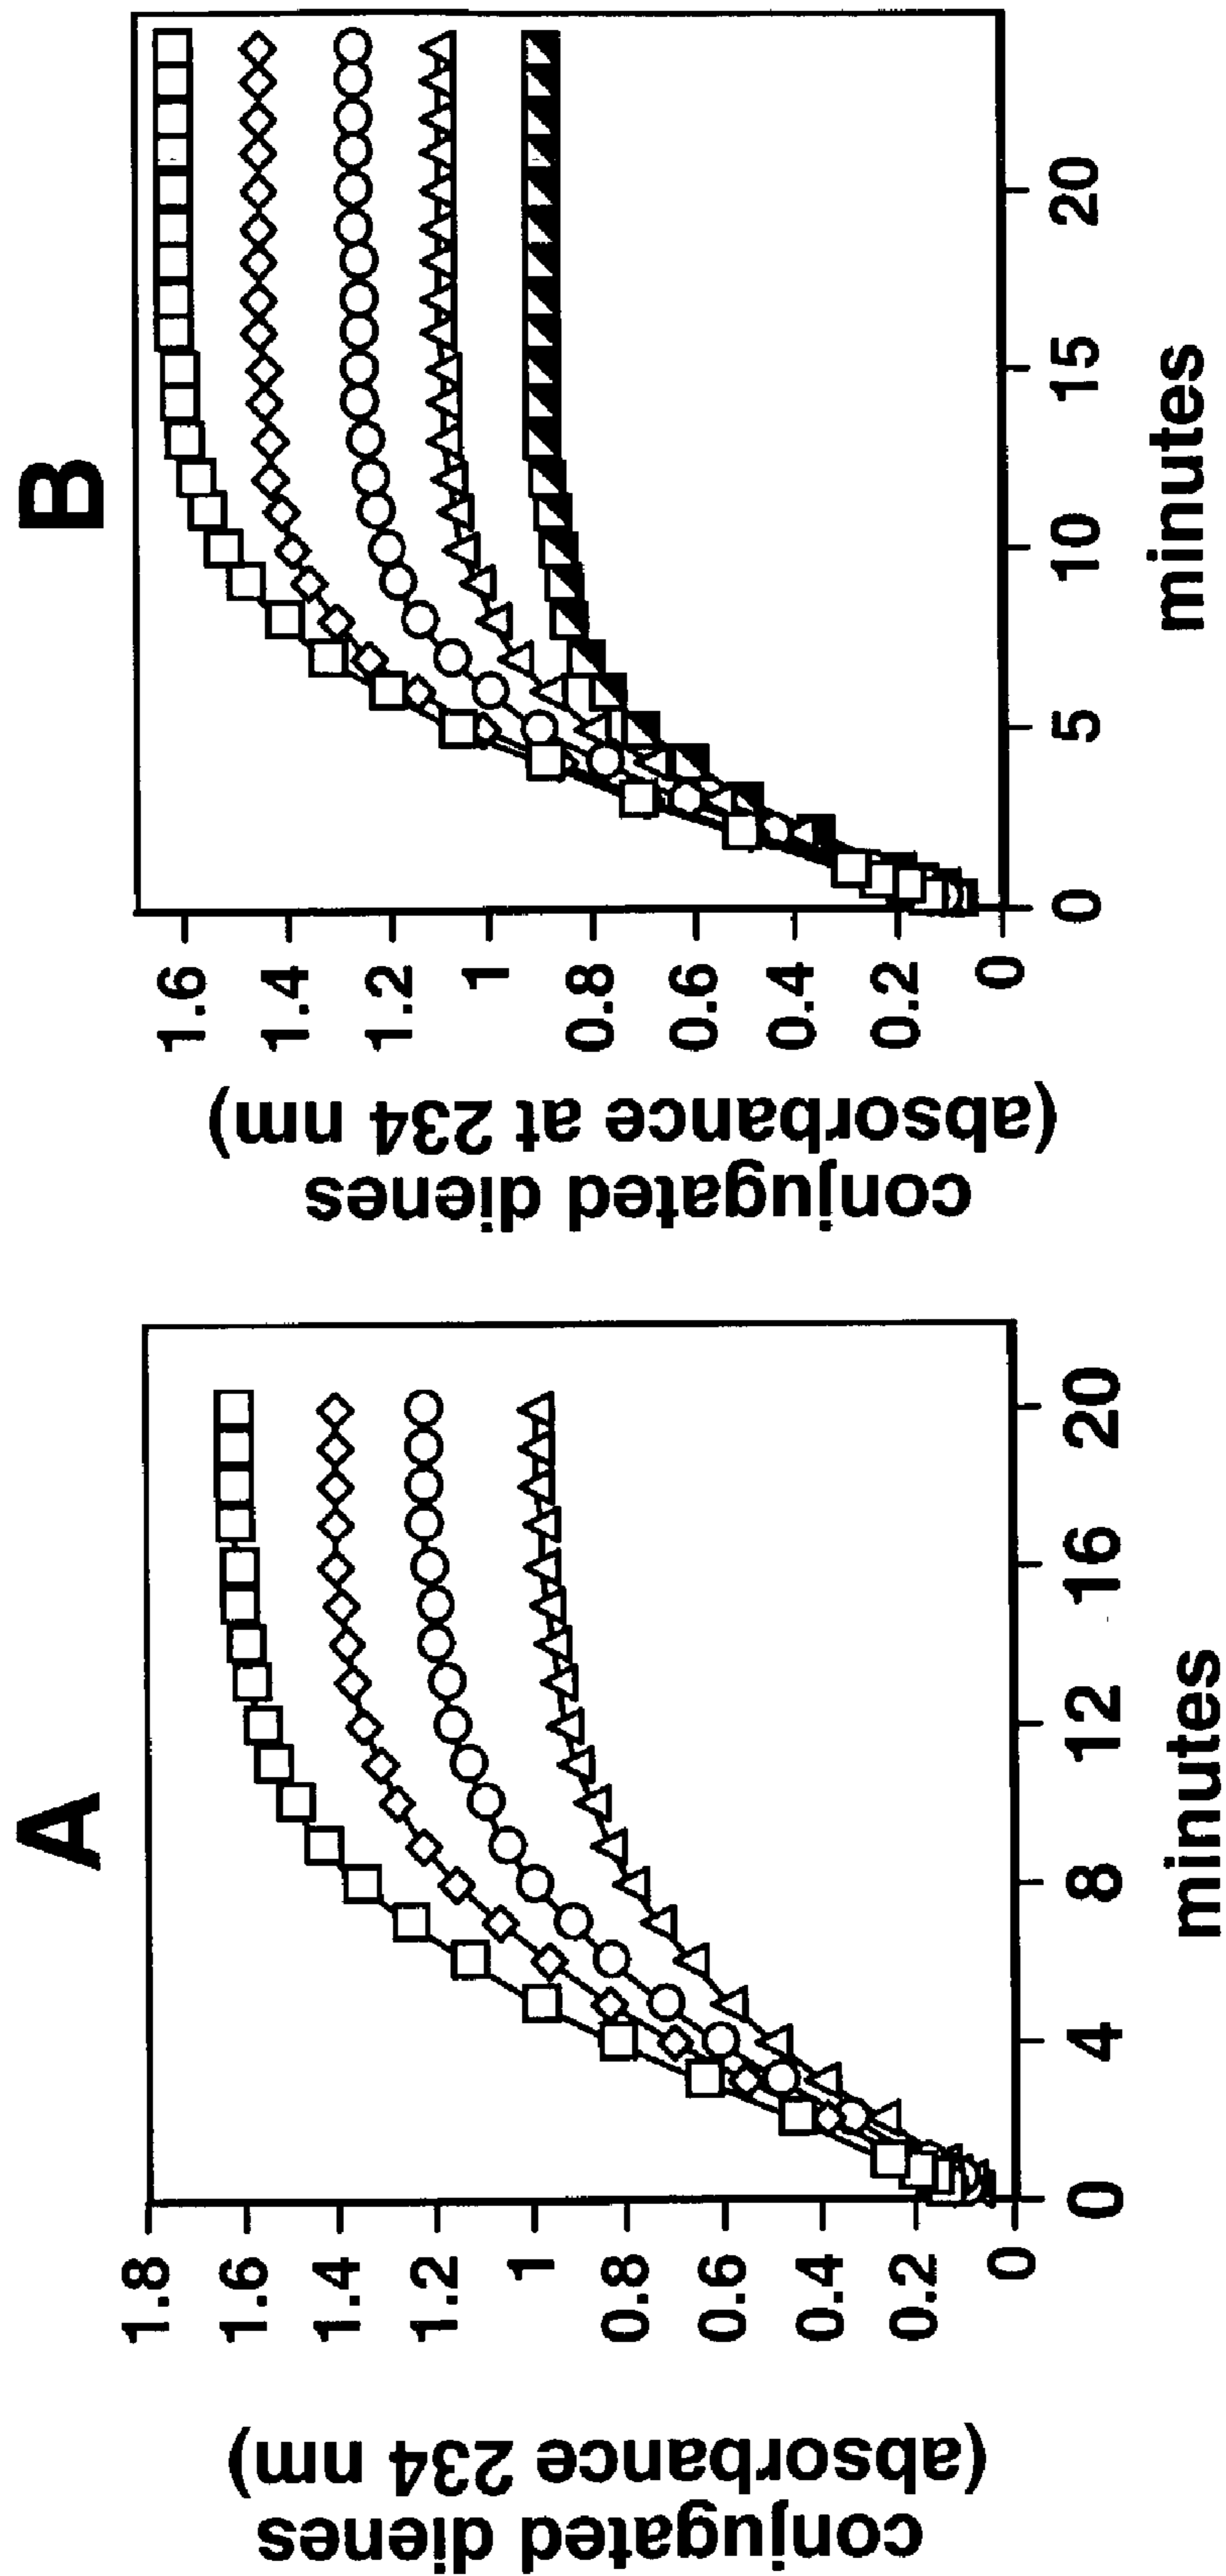 A
conjugated dienes
(absorbance 234 nm)
1.8
1.6
1.4
1.2
1
0.8
0.6
0.4
0.2
0
0 4 8 12 16 20
minutes
B
conjugated dienes
(absorbance at 234 nm)
1.6
1.4
1.2
1
0.8
0.6
0.4
0.2
0
0 5 10 15 20
minutes